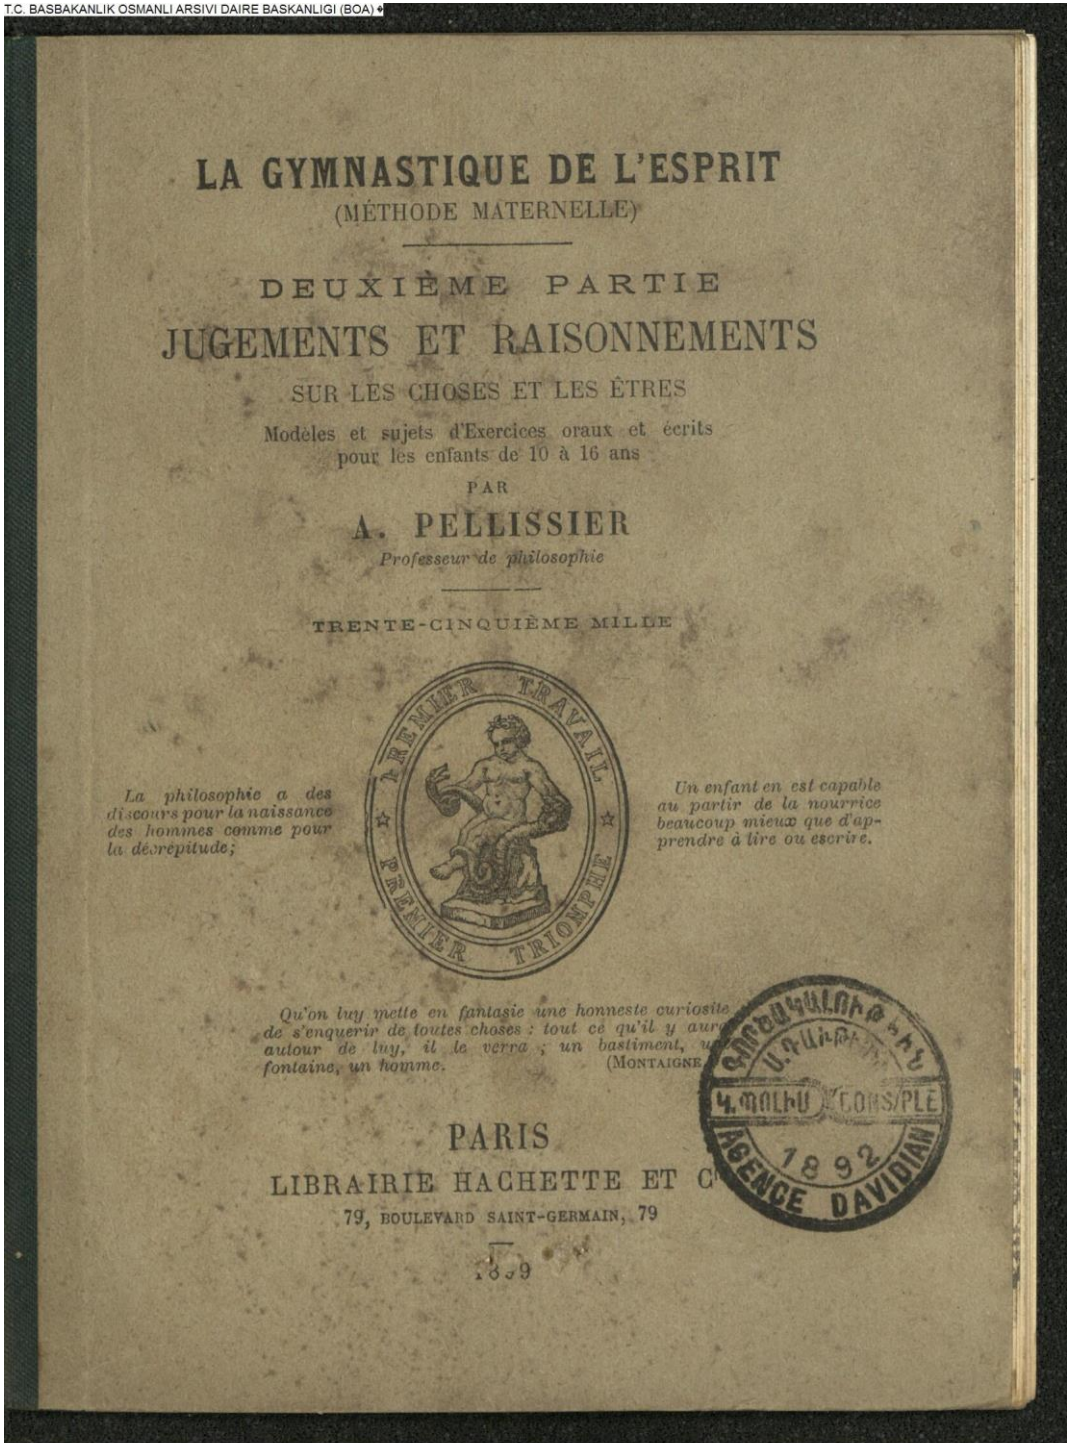 T.C. BASBAKANLIK OSMANLI ARSIVI DAIRE BASKANLIGI (BOA)
LA GYMNASTIQUE DE L'ESPRIT
(MÉTHODE MATERNELLE)
DEUXIÈME PARTIE
JUGEMENTS ET RAISONNEMENTS
SUR LES CHOSES ET LES ÊTRES
Modèles et sujets d'Exercices oraux et écrits
pour les enfants de 10 à 16 ans
PAR
A. PELLISSIER
Professeur de philosophie
TRENTE-CINQUIÈME MILLE
PREMIER TRAVAIL
PREMIER TRIOMPHE
La philosophie a des
discours pour la naissance
des hommes comme pour
la décrépitude;
Un enfant en est capable
au partir de la nourrice
beaucoup mieux que d'ap-
prendre à lire ou escrire.
Qu'on luy mette en fantasie une honneste curiosite
de s'enquerir de toutes choses : tout ce qu'il y aura
autour de luy, il le verra ; un bastiment,
fontaine, un homme. (MONTAIGNE
PARIS
LIBRAIRIE HACHETTE ET
79, BOULEVARD SAINT-GERMAIN, 79
ԳՈՐԾԱԿԱԼՈՒԹԻՒՆ
Կ.ՊՈԼԻՍ CONS/PLE
1892
AGENCE DAVIDIAN